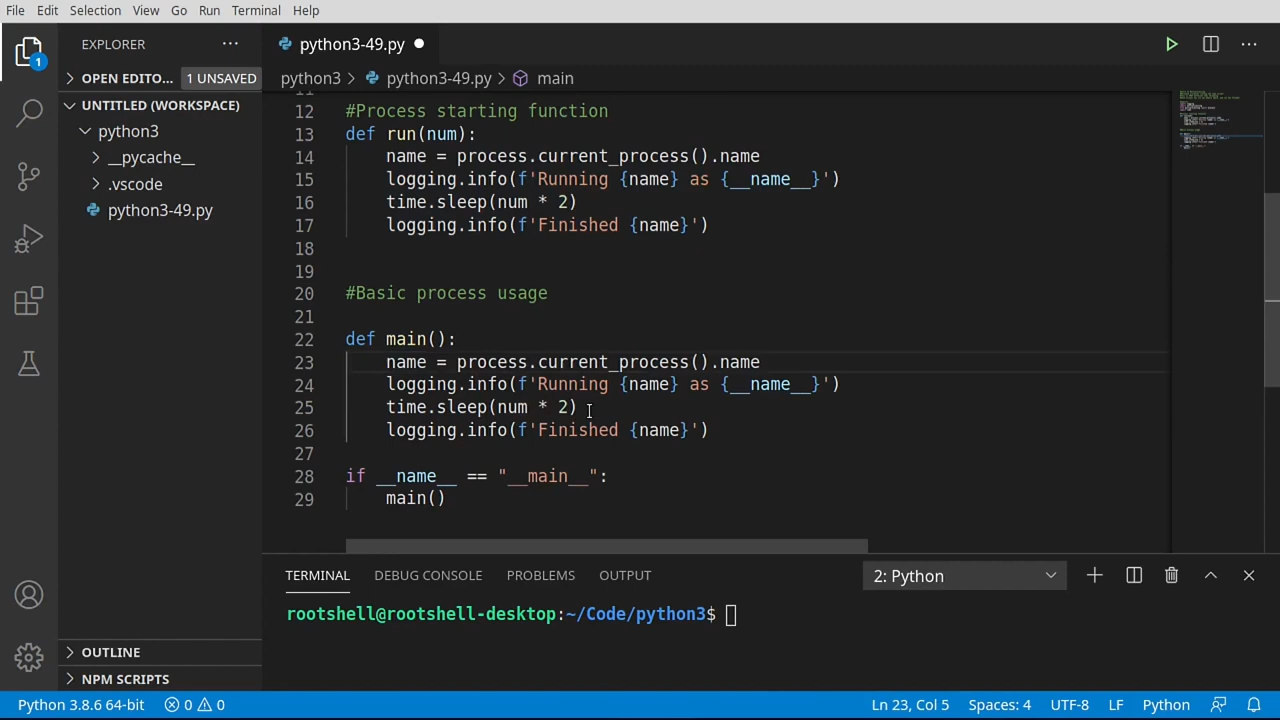 File Edit Selection View Go Run Terminal Help
EXPLORER ···
python3-49.py
OPEN EDITO... 1 UNSAVED
python3 > python3-49.py > main
UNTITLED (WORKSPACE)
python3
__pycache__
.vscode
python3-49.py
1
11
12 #Process starting function
13 def run(num):
14 name = process.current_process().name
15 logging.info(f'Running {name} as {__name__}')
16 time.sleep(num * 2)
17 logging.info(f'Finished {name}')
18
19
20 #Basic process usage
21
22 def main():
23 name = process.current_process().name
24 logging.info(f'Running {name} as {__name__}')
25 time.sleep(num * 2)
26 logging.info(f'Finished {name}')
27
28 if __name__ == "__main__":
29 main()
TERMINAL DEBUG CONSOLE PROBLEMS OUTPUT 2: Python
rootshell@rootshell-desktop:~/Code/python3$
OUTLINE
NPM SCRIPTS
Python 3.8.6 64-bit 0 0 Ln 23, Col 5 Spaces: 4 UTF-8 LF Python